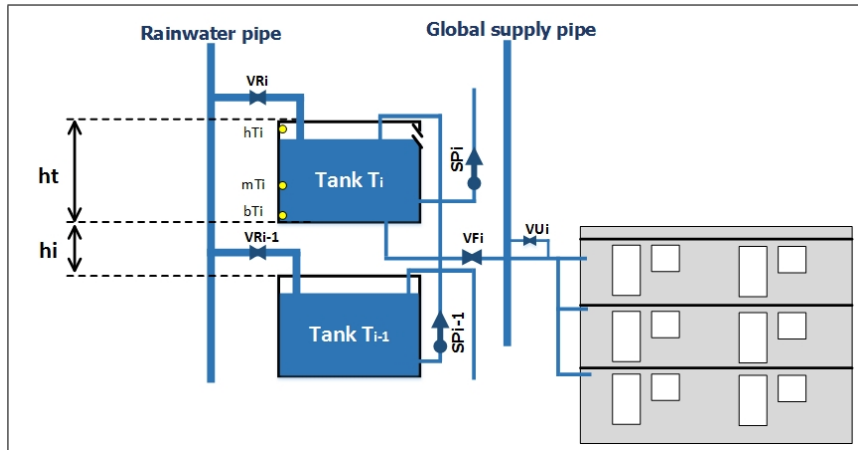 Rainwater pipe
Global supply pipe
VRi
hTi
ht
Tank Ti
SPi
mTi
bTi
VRi-1
hi
VFi
VUi
Tank Ti-1
SPi-1